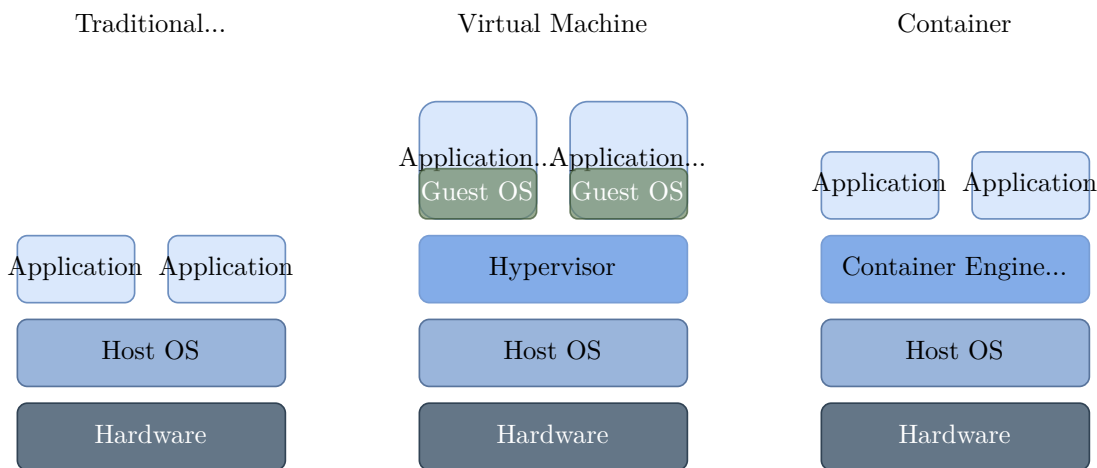 Traditional...
Virtual Machine
Container
Application...
Application...
Guest OS
Guest OS
Application
Application
Application
Application
Hypervisor
Container Engine...
Host OS
Host OS
Host OS
Hardware
Hardware
Hardware